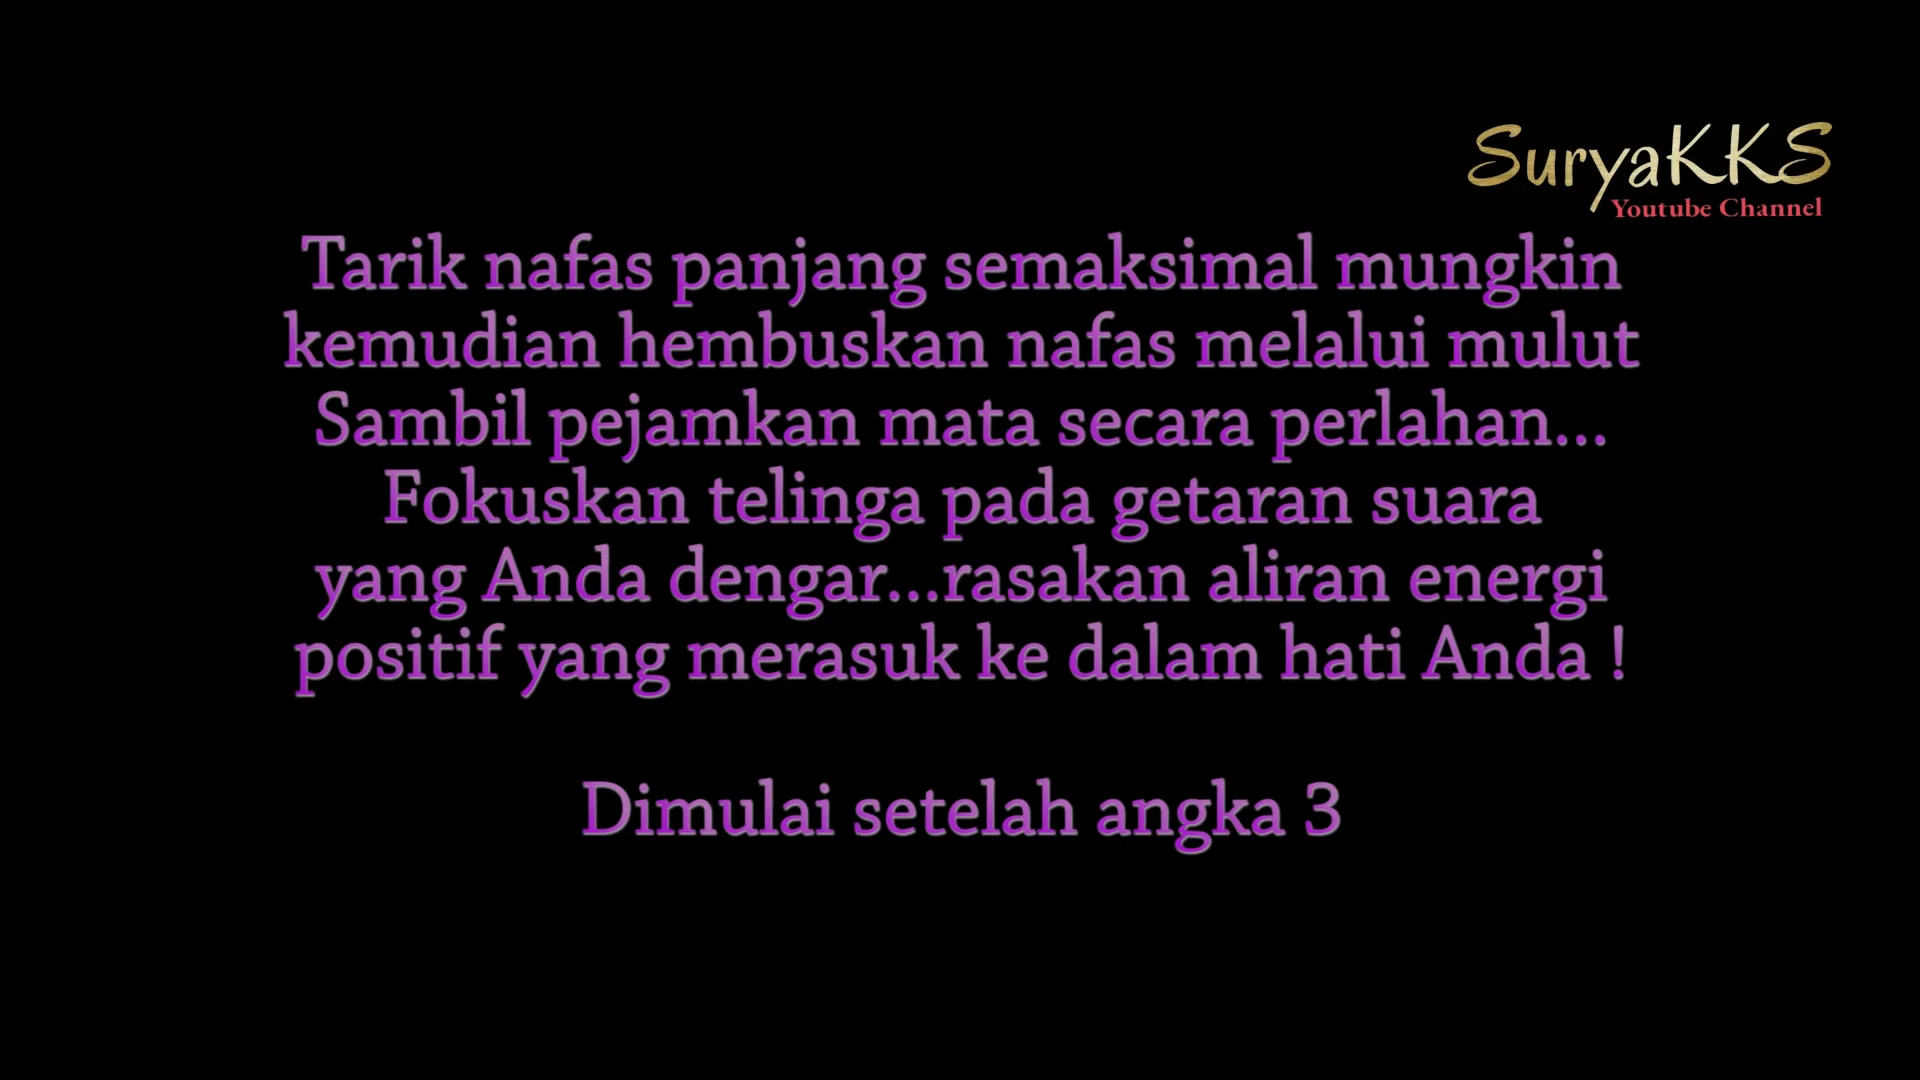 SuryaKKS
Youtube Channel
Tarik nafas panjang semaksimal mungkin
kemudian hembuskan nafas melalui mulut
Sambil pejamkan mata secara perlahan...
Fokuskan telinga pada getaran suara
yang Anda dengar...rasakan aliran energi
positif yang merasuk ke dalam hati Anda !
Dimulai setelah angka 3